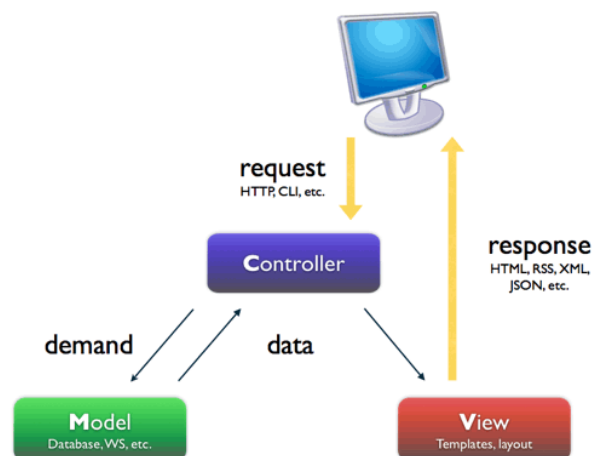 request
HTTP, CLI, etc.
Controller
response
HTML, RSS, XML,
JSON, etc.
demand
data
Model
Database, WS, etc.
View
Templates, layout